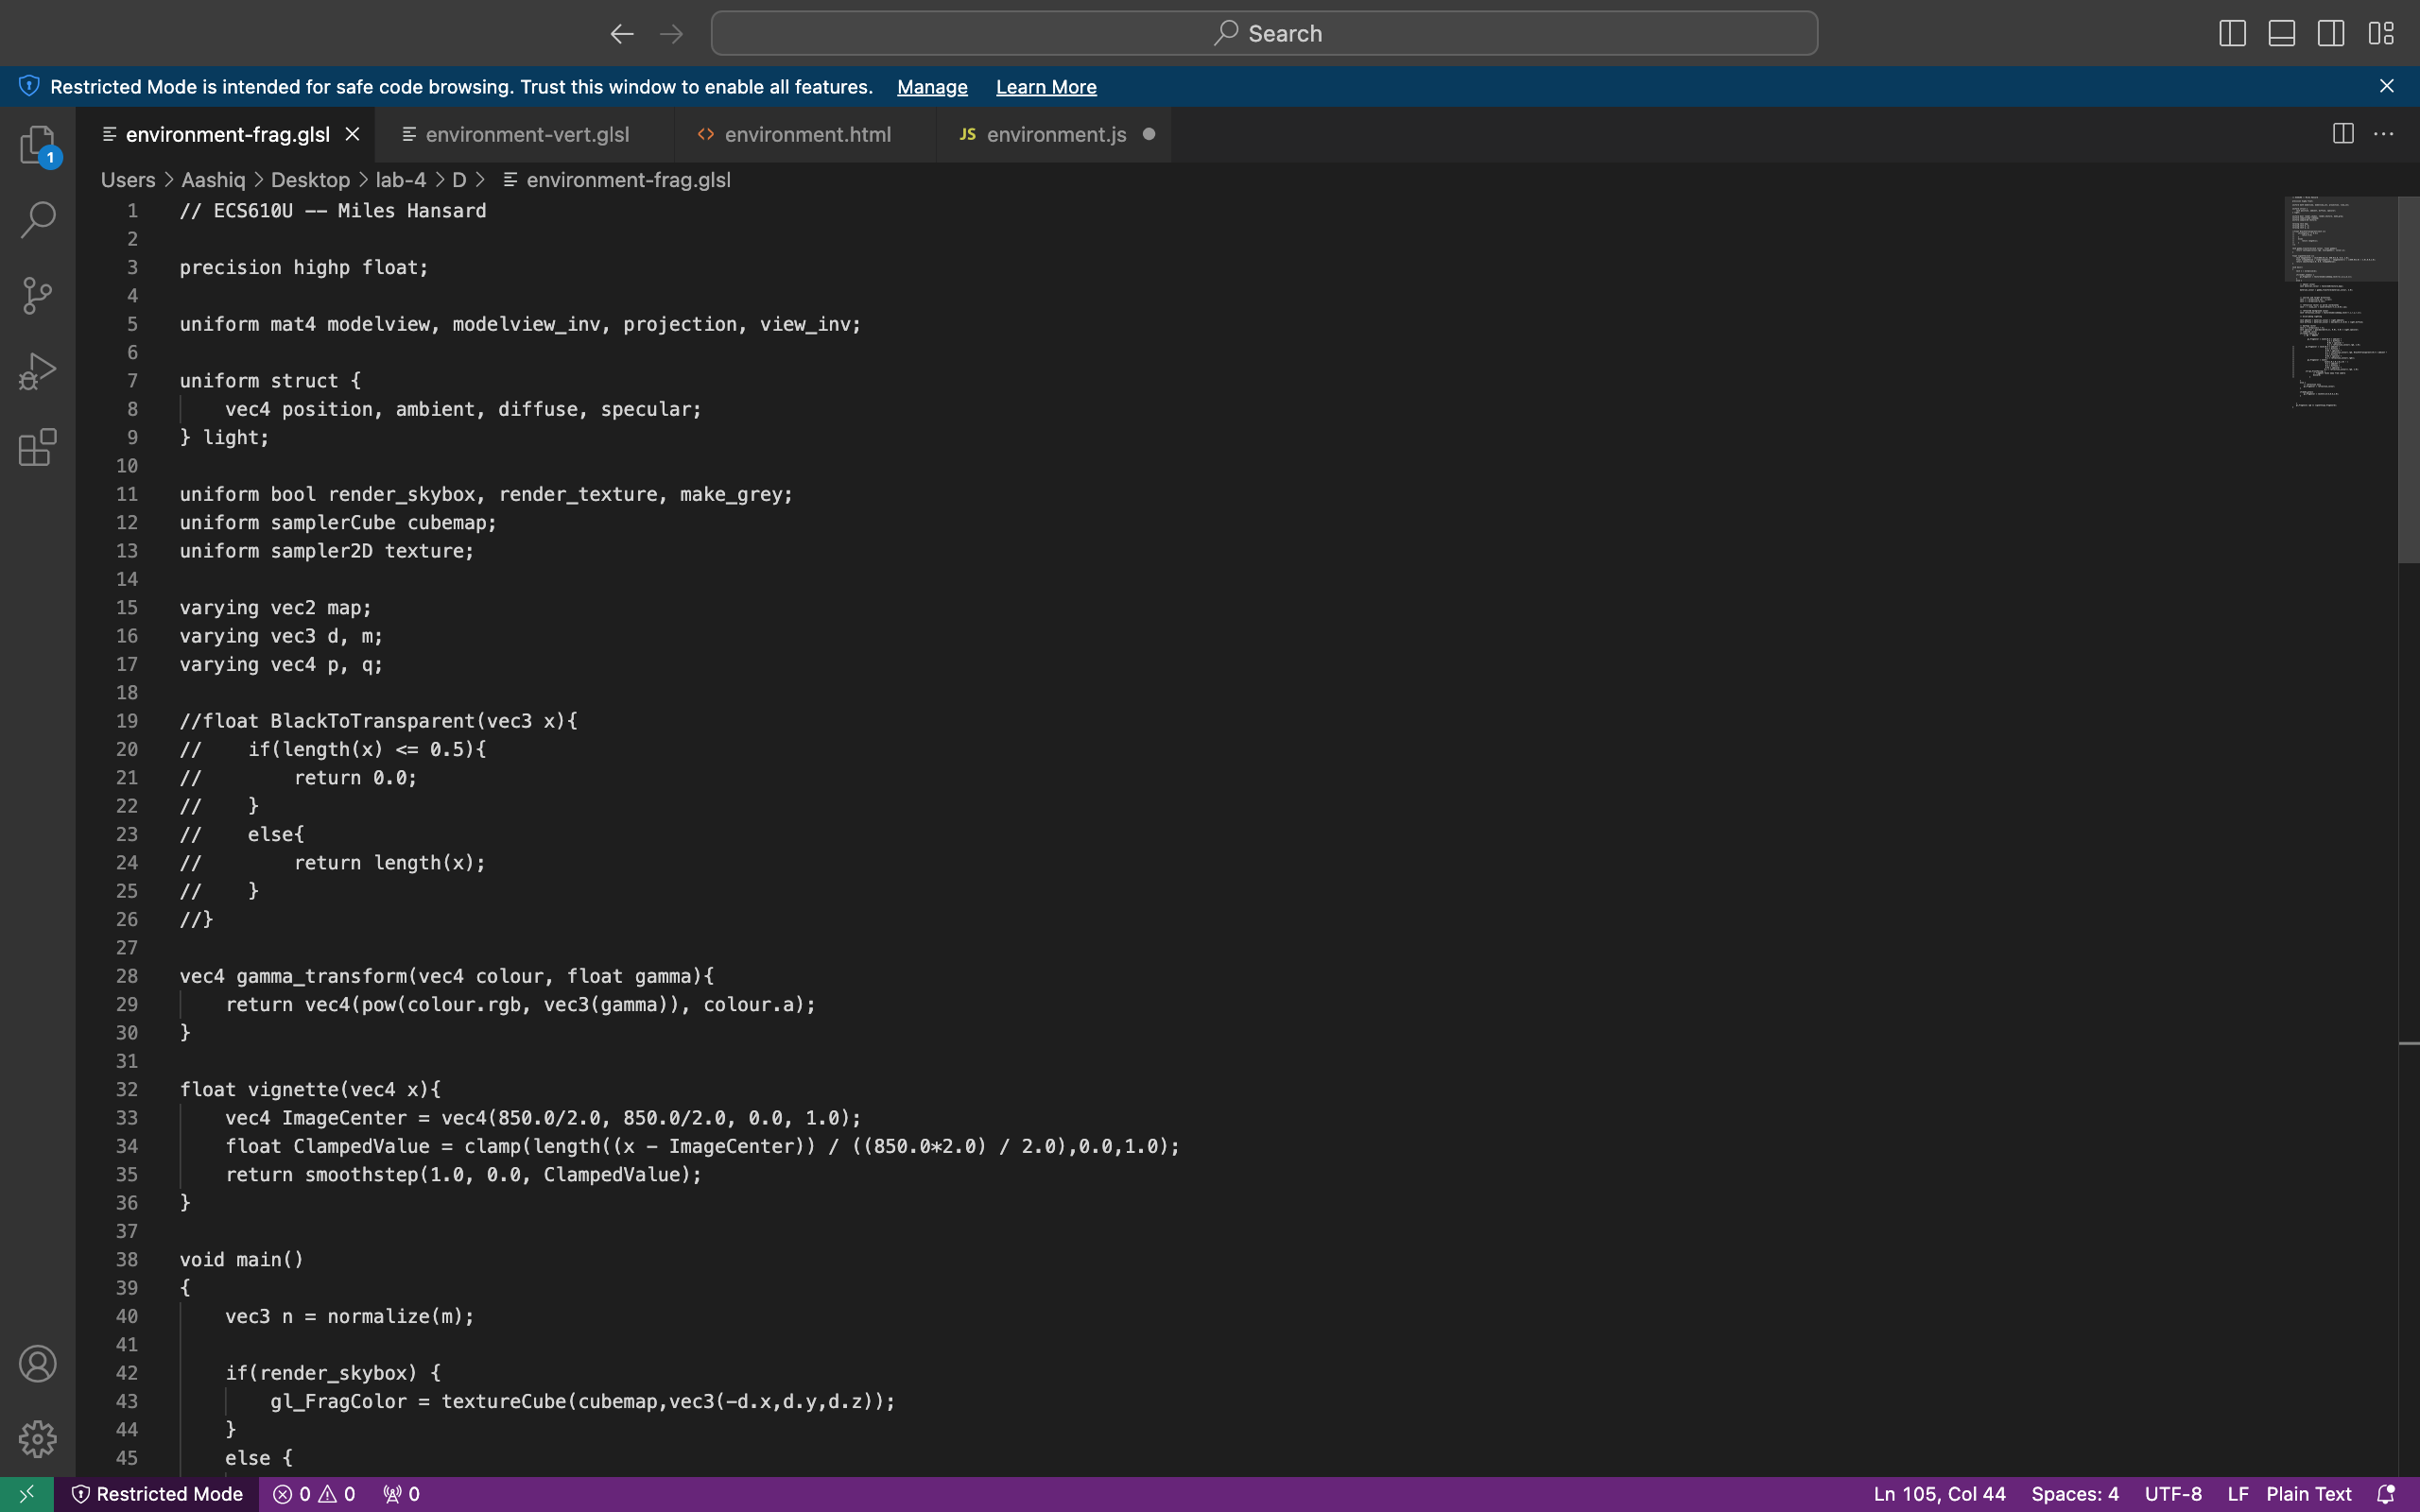 Search
Restricted Mode is intended for safe code browsing. Trust this window to enable all features. Manage Learn More
1
environment-frag.glsl environment-vert.glsl <> environment.html JS environment.js
Users > Aashiq > Desktop > lab-4 > D > environment-frag.glsl
1 // ECS610U -- Miles Hansard
2
3 precision highp float;
4
5 uniform mat4 modelview, modelview_inv, projection, view_inv;
6
7 uniform struct {
8     vec4 position, ambient, diffuse, specular;
9 } light;
10
11 uniform bool render_skybox, render_texture, make_grey;
12 uniform samplerCube cubemap;
13 uniform sampler2D texture;
14
15 varying vec2 map;
16 varying vec3 d, m;
17 varying vec4 p, q;
18
19 //float BlackToTransparent(vec3 x){
20 //    if(length(x) <= 0.5){
21 //        return 0.0;
22 //    }
23 //    else{
24 //        return length(x);
25 //    }
26 //}
27
28 vec4 gamma_transform(vec4 colour, float gamma){
29     return vec4(pow(colour.rgb, vec3(gamma)), colour.a);
30 }
31
32 float vignette(vec4 x){
33     vec4 ImageCenter = vec4(850.0/2.0, 850.0/2.0, 0.0, 1.0);
34     float ClampedValue = clamp(length((x - ImageCenter)) / ((850.0*2.0) / 2.0),0.0,1.0);
35     return smoothstep(1.0, 0.0, ClampedValue);
36 }
37
38 void main()
39 {
40     vec3 n = normalize(m);
41
42     if(render_skybox) {
43         gl_FragColor = textureCube(cubemap,vec3(-d.x,d.y,d.z));
44     }
45     else {
Restricted Mode 0 0 0 Ln 105, Col 44 Spaces: 4 UTF-8 LF Plain Text